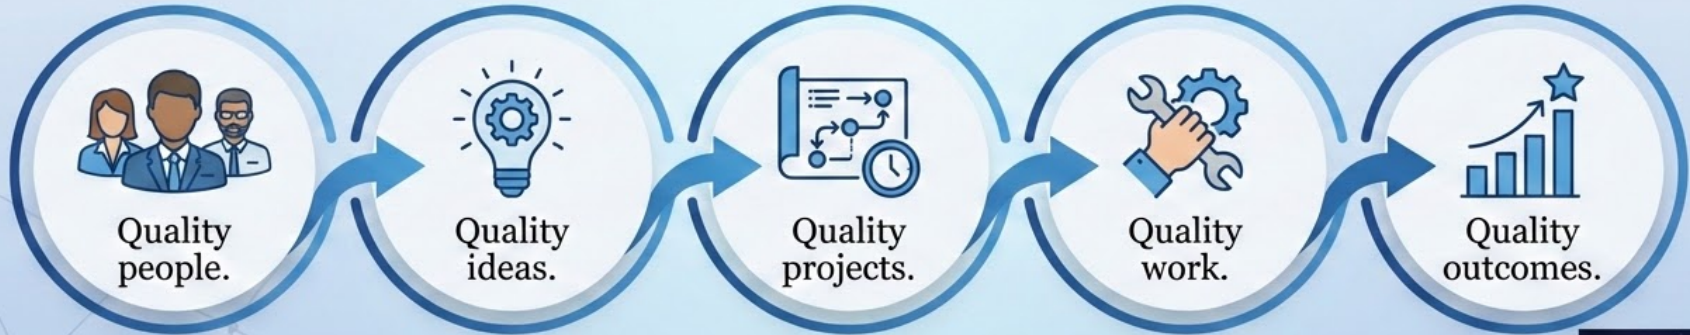 Quality
people.
Quality
ideas.
Quality
projects.
Quality
work.
Quality
outcomes.